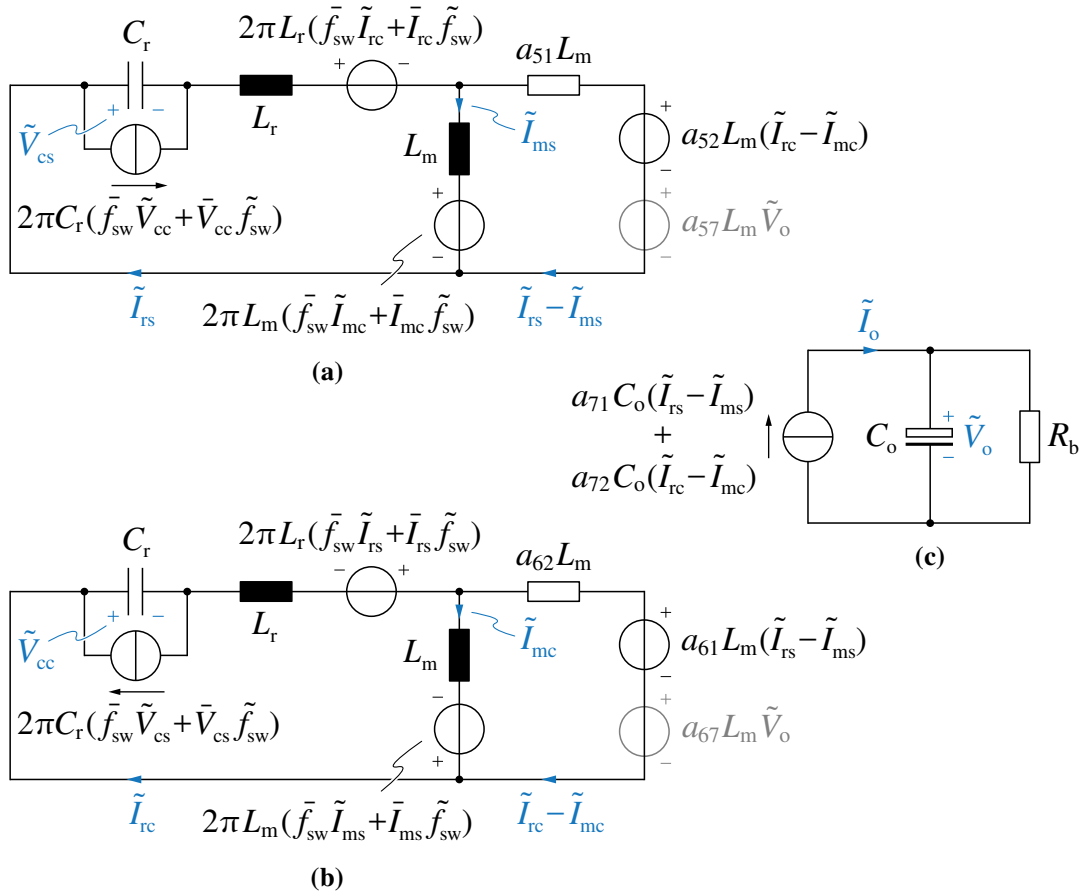 2πL_r(f̄_sw Ĩ_rc + Ī_rc f̃_sw)
C_r
a_51 L_m
+ −
L_r
+ −
Ṽ_cs
Ĩ_ms
L_m
+
a_52 L_m(Ĩ_rc − Ĩ_mc)
−
2πC_r(f̄_sw Ṽ_cc + V̄_cc f̃_sw)
+
−
+
a_57 L_m Ṽ_o
−
Ĩ_rs
2πL_m(f̄_sw Ĩ_mc + Ī_mc f̃_sw)
Ĩ_rs − Ĩ_ms
(a)
Ĩ_o
a_71 C_o(Ĩ_rs − Ĩ_ms)
+
a_72 C_o(Ĩ_rc − Ĩ_mc)
C_o
+
Ṽ_o
−
R_b
(c)
2πL_r(f̄_sw Ĩ_rs + Ī_rs f̃_sw)
C_r
a_62 L_m
− +
L_r
+ −
Ṽ_cc
Ĩ_mc
L_m
+
a_61 L_m(Ĩ_rs − Ĩ_ms)
−
2πC_r(f̄_sw Ṽ_cs + V̄_cs f̃_sw)
−
+
+
a_67 L_m Ṽ_o
−
Ĩ_rc
2πL_m(f̄_sw Ĩ_ms + Ī_ms f̃_sw)
Ĩ_rc − Ĩ_mc
(b)